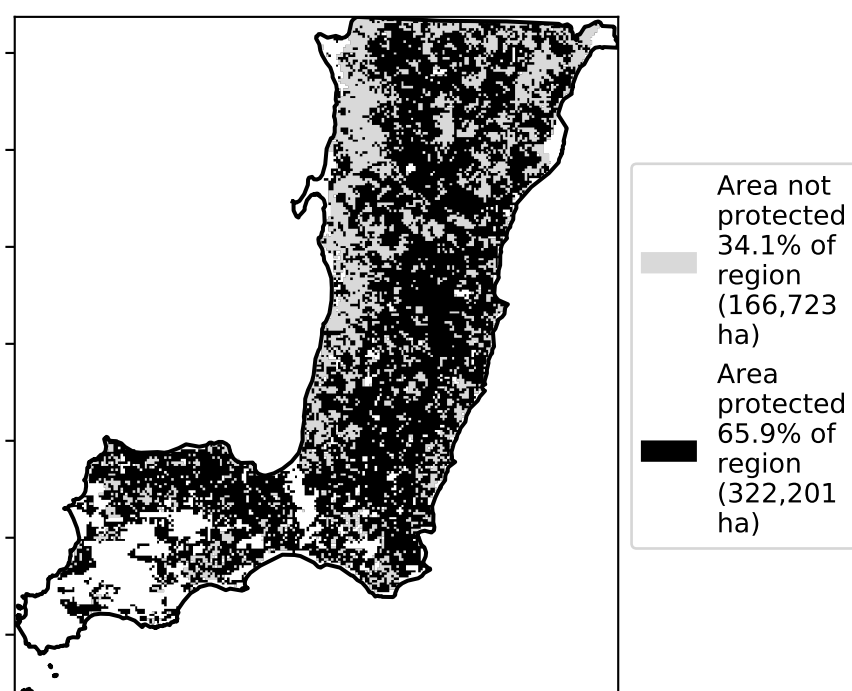 Area not
protected
34.1% of
region
(166,723
ha)
Area
protected
65.9% of
region
(322,201
ha)